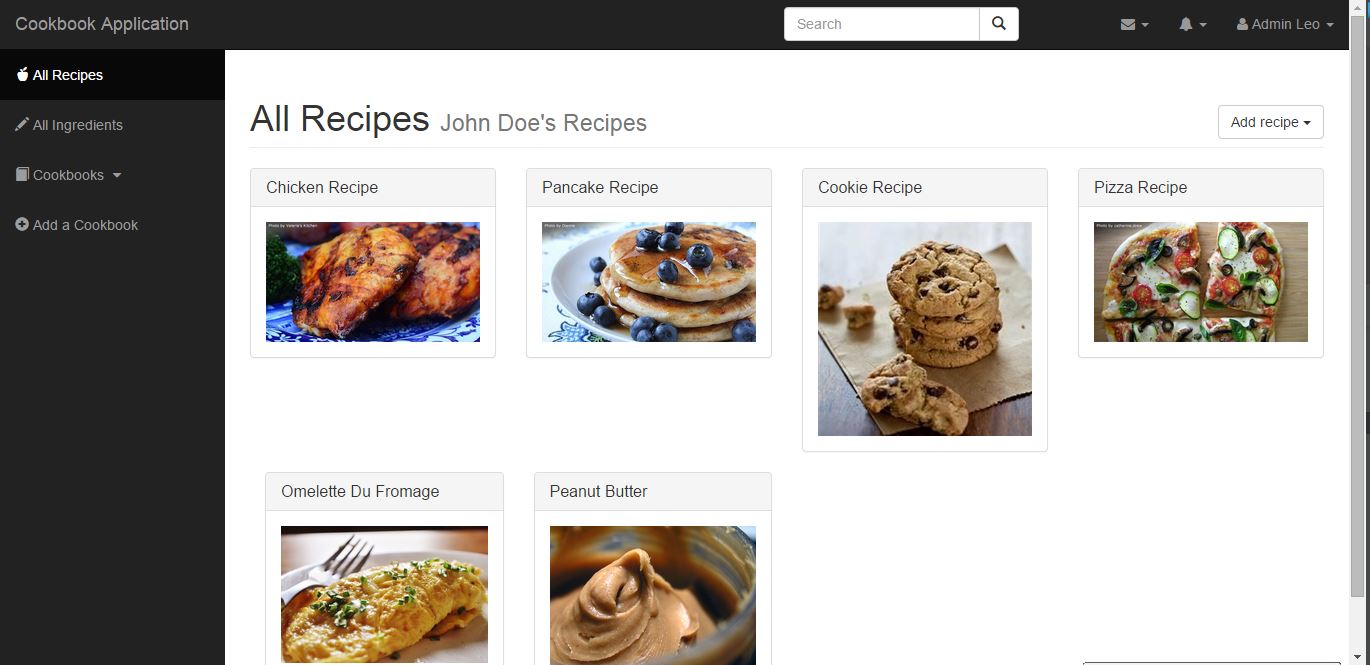 Cookbook Application
Search
Admin Leo
All Recipes
All Ingredients
Cookbooks
Add a Cookbook
All Recipes John Doe's Recipes
Add recipe
Chicken Recipe
Pancake Recipe
Cookie Recipe
Pizza Recipe
Photo by Valerie's Kitchen
Photo by Dionne
Photo by catherine.jirles
Omelette Du Fromage
Peanut Butter